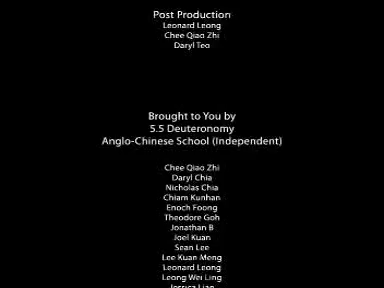 Post Production
Leonard Leong
Chee Qiao Zhi
Daryl Teo
Brought to You by
5.5 Deuteronomy
Anglo-Chinese School (Independent)
Chee Qiao Zhi
Daryl Chia
Nicholas Chia
Chiam Kunhan
Enoch Foong
Theodore Goh
Jonathan B
Joel Kuan
Sean Lee
Lee Kuan Meng
Leonard Leong
Leong Wei Ling
Jessica Lian